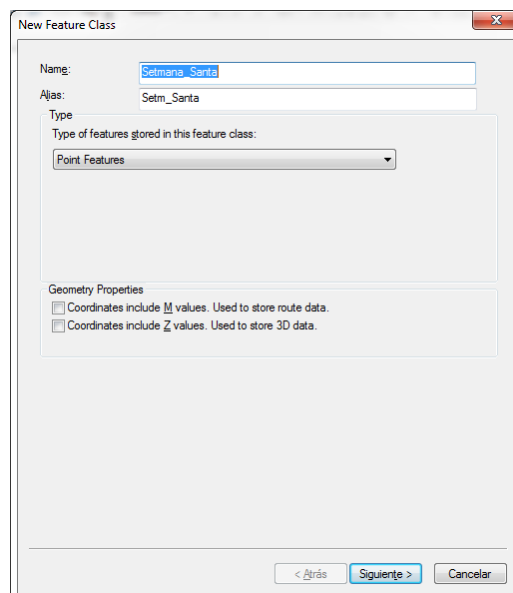 New Feature Class
Name:
Setmana_Santa
Alias:
Setm_Santa
Type
Type of features stored in this feature class:
Point Features
Geometry Properties
Coordinates include M values. Used to store route data.
Coordinates include Z values. Used to store 3D data.
< Atrás
Siguiente >
Cancelar